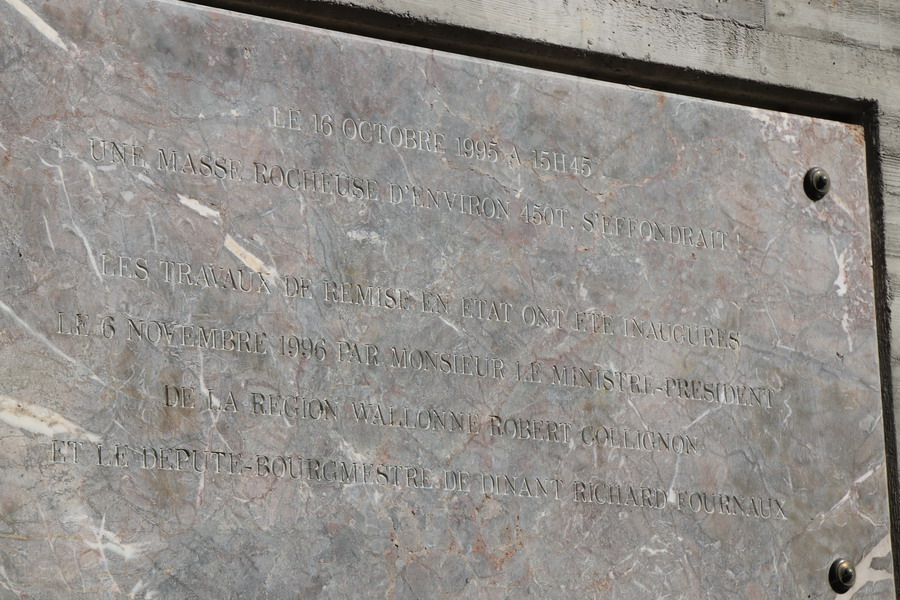 LE 16 OCTOBRE 1995 A 15H45
UNE MASSE ROCHEUSE D'ENVIRON 450T. S'EFFONDRAIT !
LES TRAVAUX DE REMISE EN ETAT ONT ETE INAUGURES
LE 6 NOVEMBRE 1996 PAR MONSIEUR LE MINISTRE-PRESIDENT
DE LA REGION WALLONNE ROBERT COLLIGNON
ET LE DEPUTE-BOURGMESTRE DE DINANT RICHARD FOURNAUX